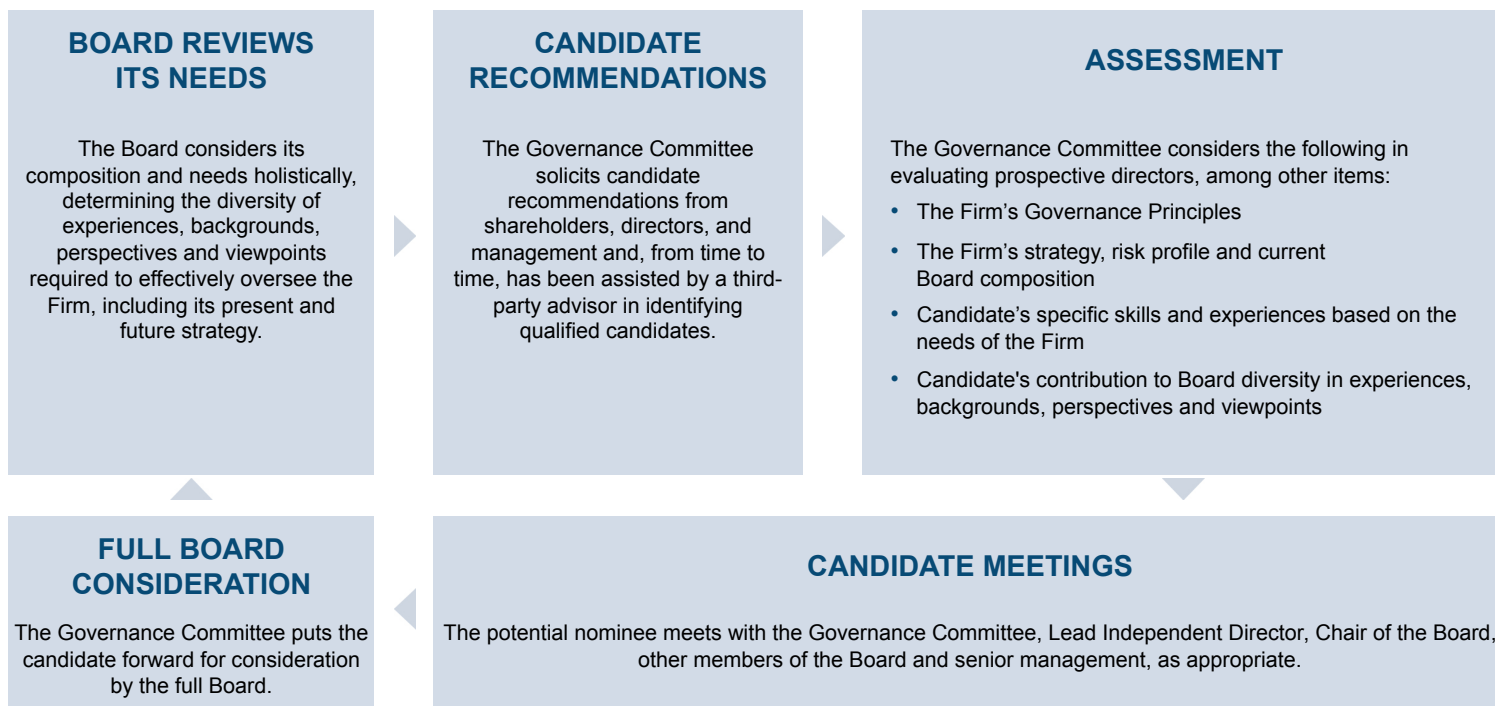 BOARD REVIEWS
ITS NEEDS
The Board considers its
composition and needs holistically,
determining the diversity of
experiences, backgrounds,
perspectives and viewpoints
required to effectively oversee the
Firm, including its present and
future strategy.
CANDIDATE
RECOMMENDATIONS
The Governance Committee
solicits candidate
recommendations from
shareholders, directors, and
management and, from time to
time, has been assisted by a third-
party advisor in identifying
qualified candidates.
ASSESSMENT
The Governance Committee considers the following in
evaluating prospective directors, among other items:
• The Firm’s Governance Principles
• The Firm’s strategy, risk profile and current
Board composition
• Candidate’s specific skills and experiences based on the
needs of the Firm
• Candidate's contribution to Board diversity in experiences,
backgrounds, perspectives and viewpoints
CANDIDATE MEETINGS
The potential nominee meets with the Governance Committee, Lead Independent Director, Chair of the Board,
other members of the Board and senior management, as appropriate.
FULL BOARD
CONSIDERATION
The Governance Committee puts the
candidate forward for consideration
by the full Board.